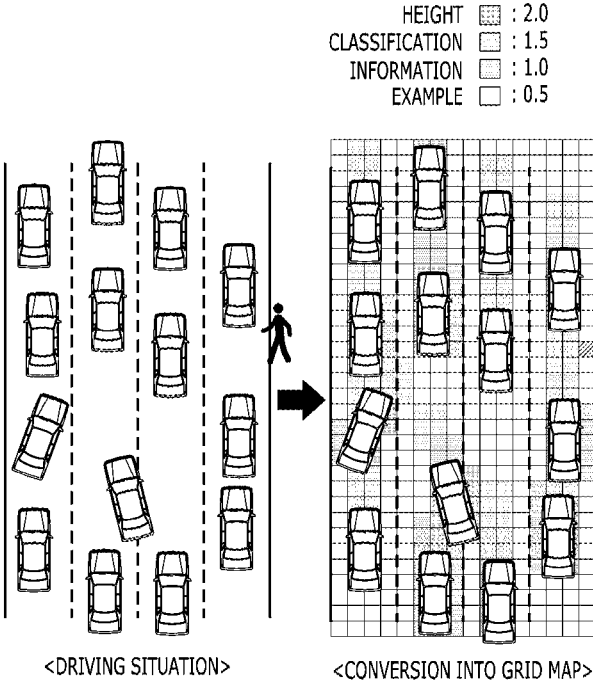 HEIGHT : 2.0
CLASSIFICATION : 1.5
INFORMATION : 1.0
EXAMPLE : 0.5
<DRIVING SITUATION>
<CONVERSION INTO GRID MAP>